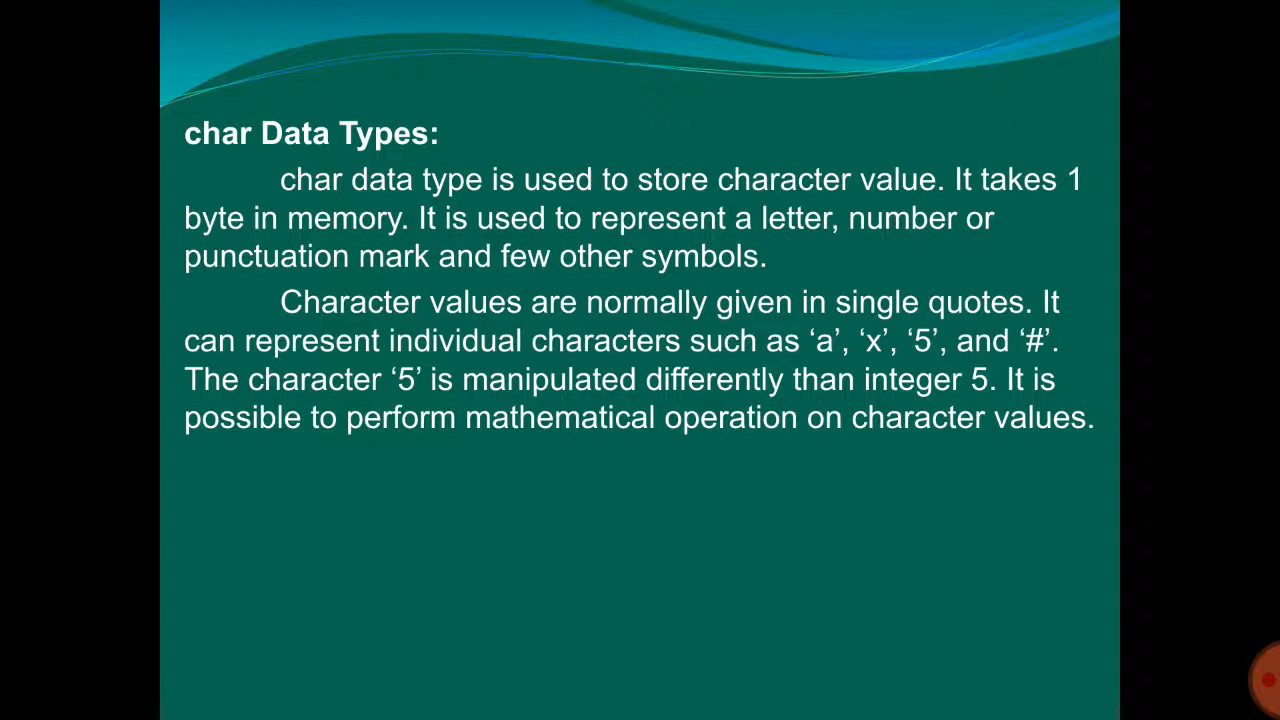 char Data Types:
char data type is used to store character value. It takes 1
byte in memory. It is used to represent a letter, number or
punctuation mark and few other symbols.
Character values are normally given in single quotes. It
can represent individual characters such as ‘a’, ‘x’, ‘5’, and ‘#’.
The character ‘5’ is manipulated differently than integer 5. It is
possible to perform mathematical operation on character values.